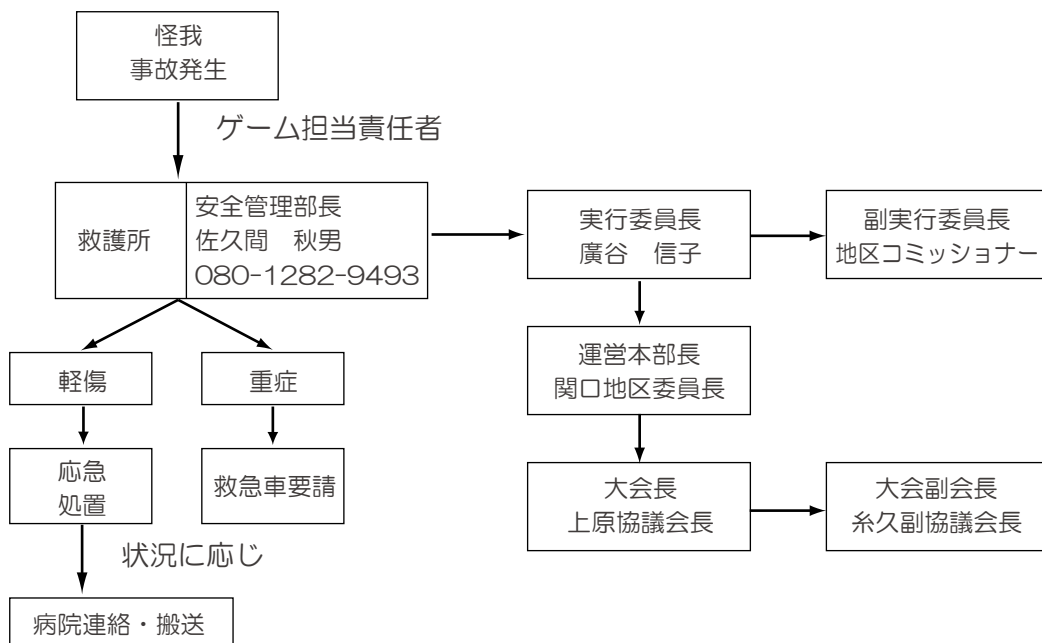 怪我
事故発生
ゲーム担当責任者
救護所
安全管理部長
佐久間　秋男
080-1282-9493
実行委員長
廣谷　信子
副実行委員長
地区コミッショナー
運営本部長
関口地区委員長
軽傷
重症
応急
処置
救急車要請
大会長
上原協議会長
大会副会長
糸久副協議会長
状況に応じ
病院連絡・搬送